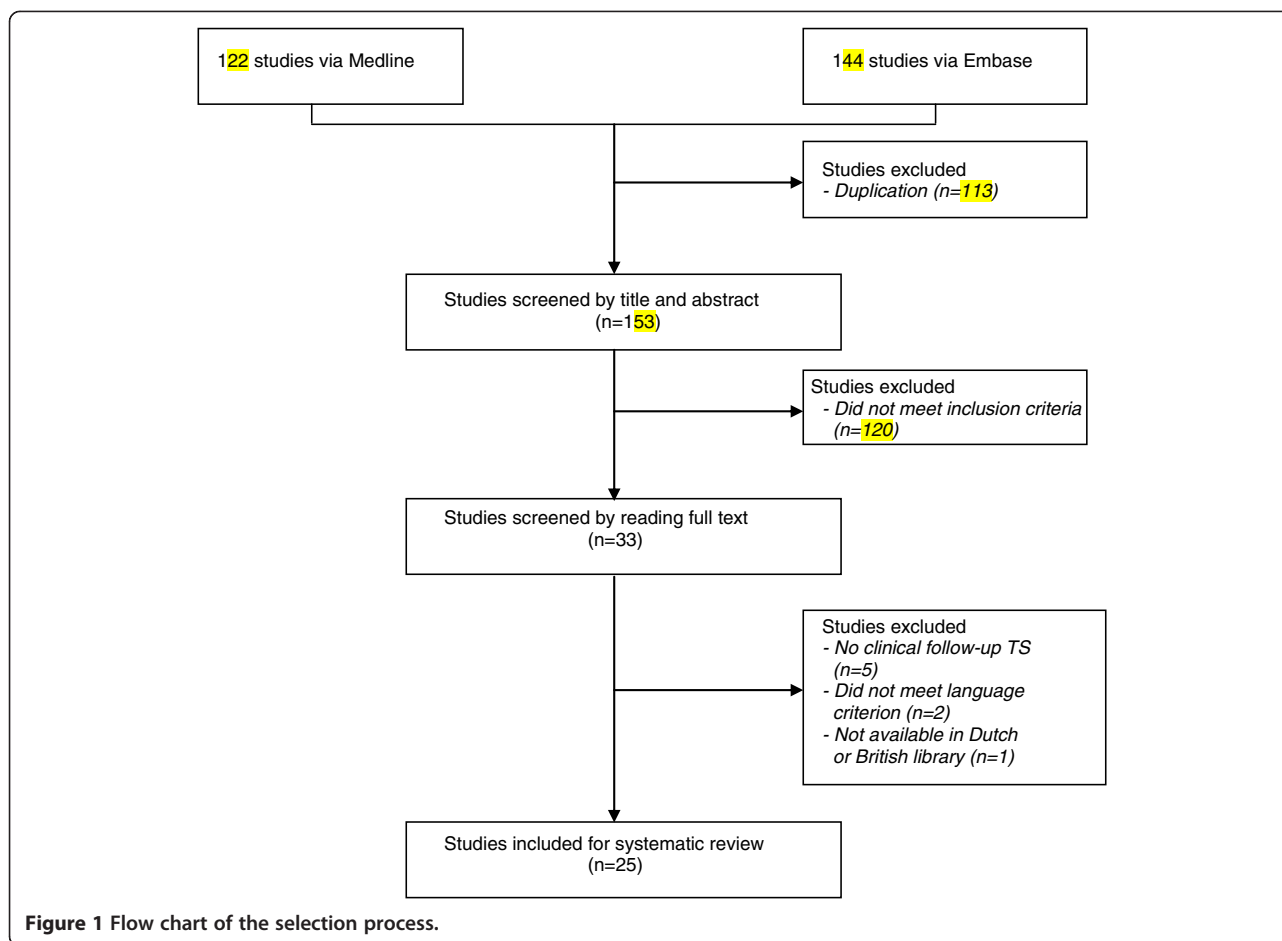 122 studies via Medline
144 studies via Embase
Studies excluded
- Duplication (n=113)
Studies screened by title and abstract
(n=153)
Studies excluded
- Did not meet inclusion criteria
(n=120)
Studies screened by reading full text
(n=33)
Studies excluded
- No clinical follow-up TS
(n=5)
- Did not meet language
criterion (n=2)
- Not available in Dutch
or British library (n=1)
Studies included for systematic review
(n=25)
Figure 1 Flow chart of the selection process.